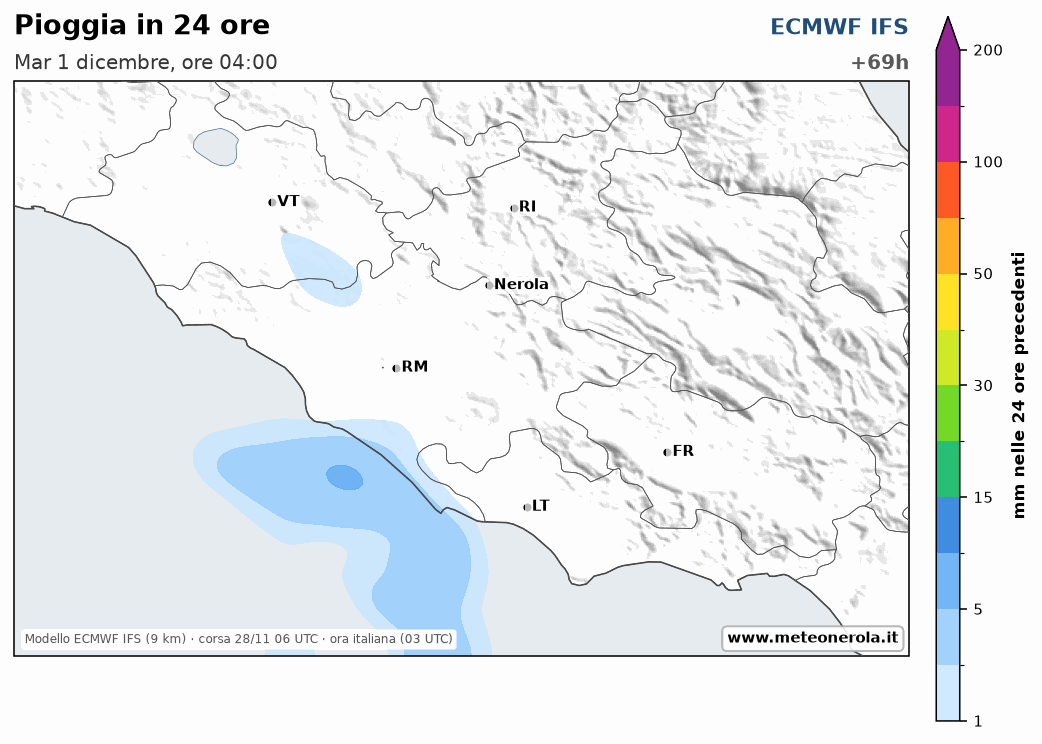 Pioggia in 24 ore
ECMWF IFS
Mar 1 dicembre, ore 04:00
+69h
200
100
50
30
15
5
1
mm nelle 24 ore precedenti
VT
RI
Nerola
RM
FR
LT
Modello ECMWF IFS (9 km) · corsa 28/11 06 UTC · ora italiana (03 UTC)
www.meteonerola.it